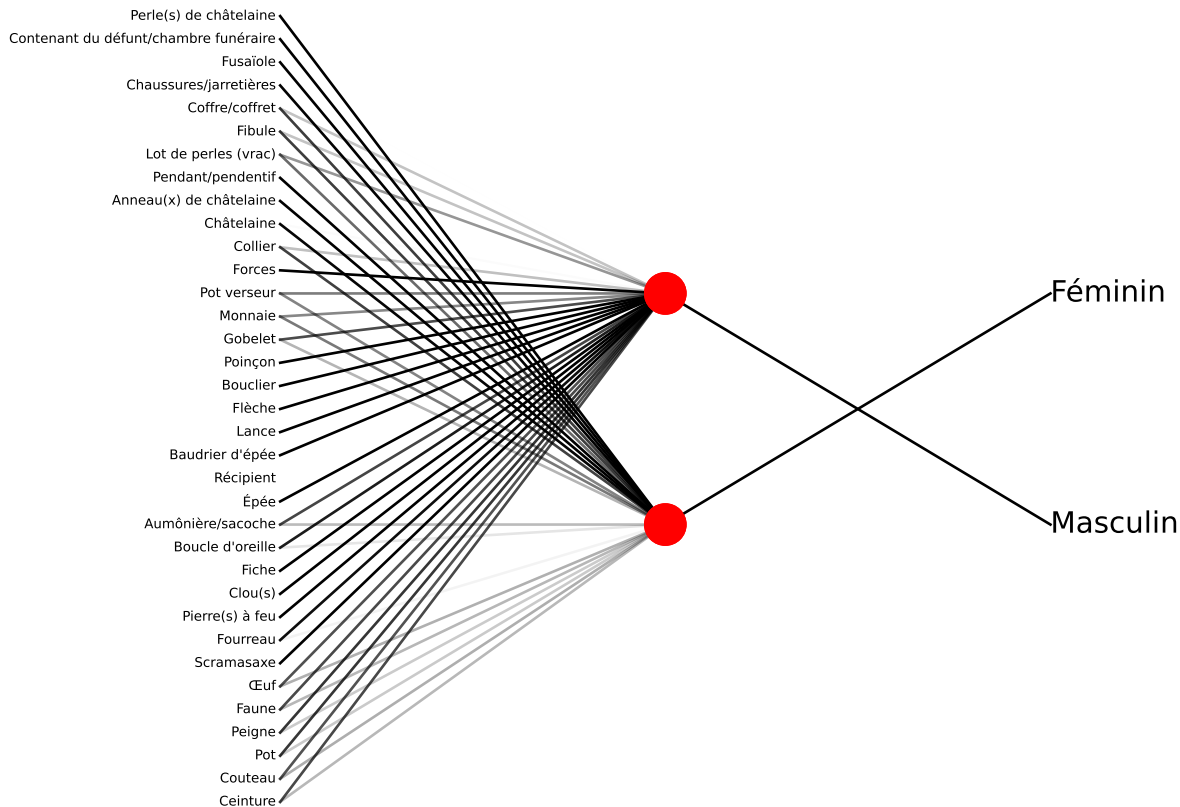 Perle(s) de châtelaine
Contenant du défunt/chambre funéraire
Fusaïole
Chaussures/jarretières
Coffre/coffret
Fibule
Lot de perles (vrac)
Pendant/pendentif
Anneau(x) de châtelaine
Châtelaine
Collier
Forces
Pot verseur
Monnaie
Gobelet
Poinçon
Bouclier
Flèche
Lance
Baudrier d'épée
Récipient
Épée
Aumônière/sacoche
Boucle d'oreille
Fiche
Clou(s)
Pierre(s) à feu
Fourreau
Scramasaxe
Œuf
Faune
Peigne
Pot
Couteau
Ceinture
Féminin
Masculin